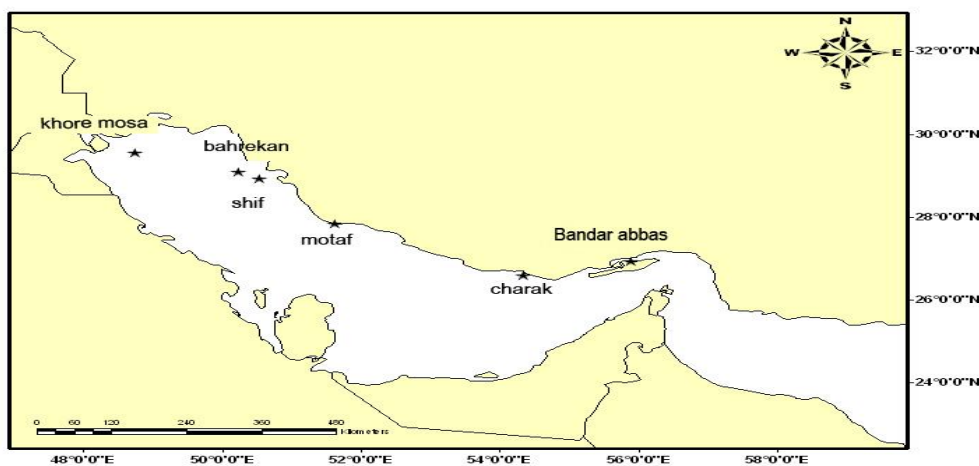 N
W E
S
32°0'0"N
khore mosa
30°0'0"N
bahrekan
shif
28°0'0"N
motaf
Bandar abbas
charak
26°0'0"N
24°0'0"N
0 60 120 240 360 480
Kilometers
48°0'0"E 50°0'0"E 52°0'0"E 54°0'0"E 56°0'0"E 58°0'0"E